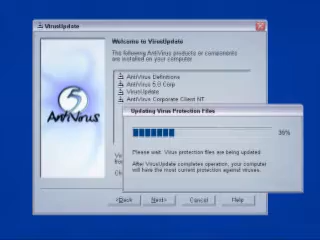 VirusUpdate
Welcome to VirusUpdate
The following AntiVirus products or components
are installed on your computer
AntiVirus Definitions
AntiVirus 5.0 Corp
VirusUpdate
AntiVirus Corporate Client NT
5
AntiVirus
Updating Virus Protection Files
36%
Please wait. Virus protection files are being updated
After VirusUpdate completes operation, your computer
will have the most current protection against viruses.
<Back
Next>
Cancel
Help